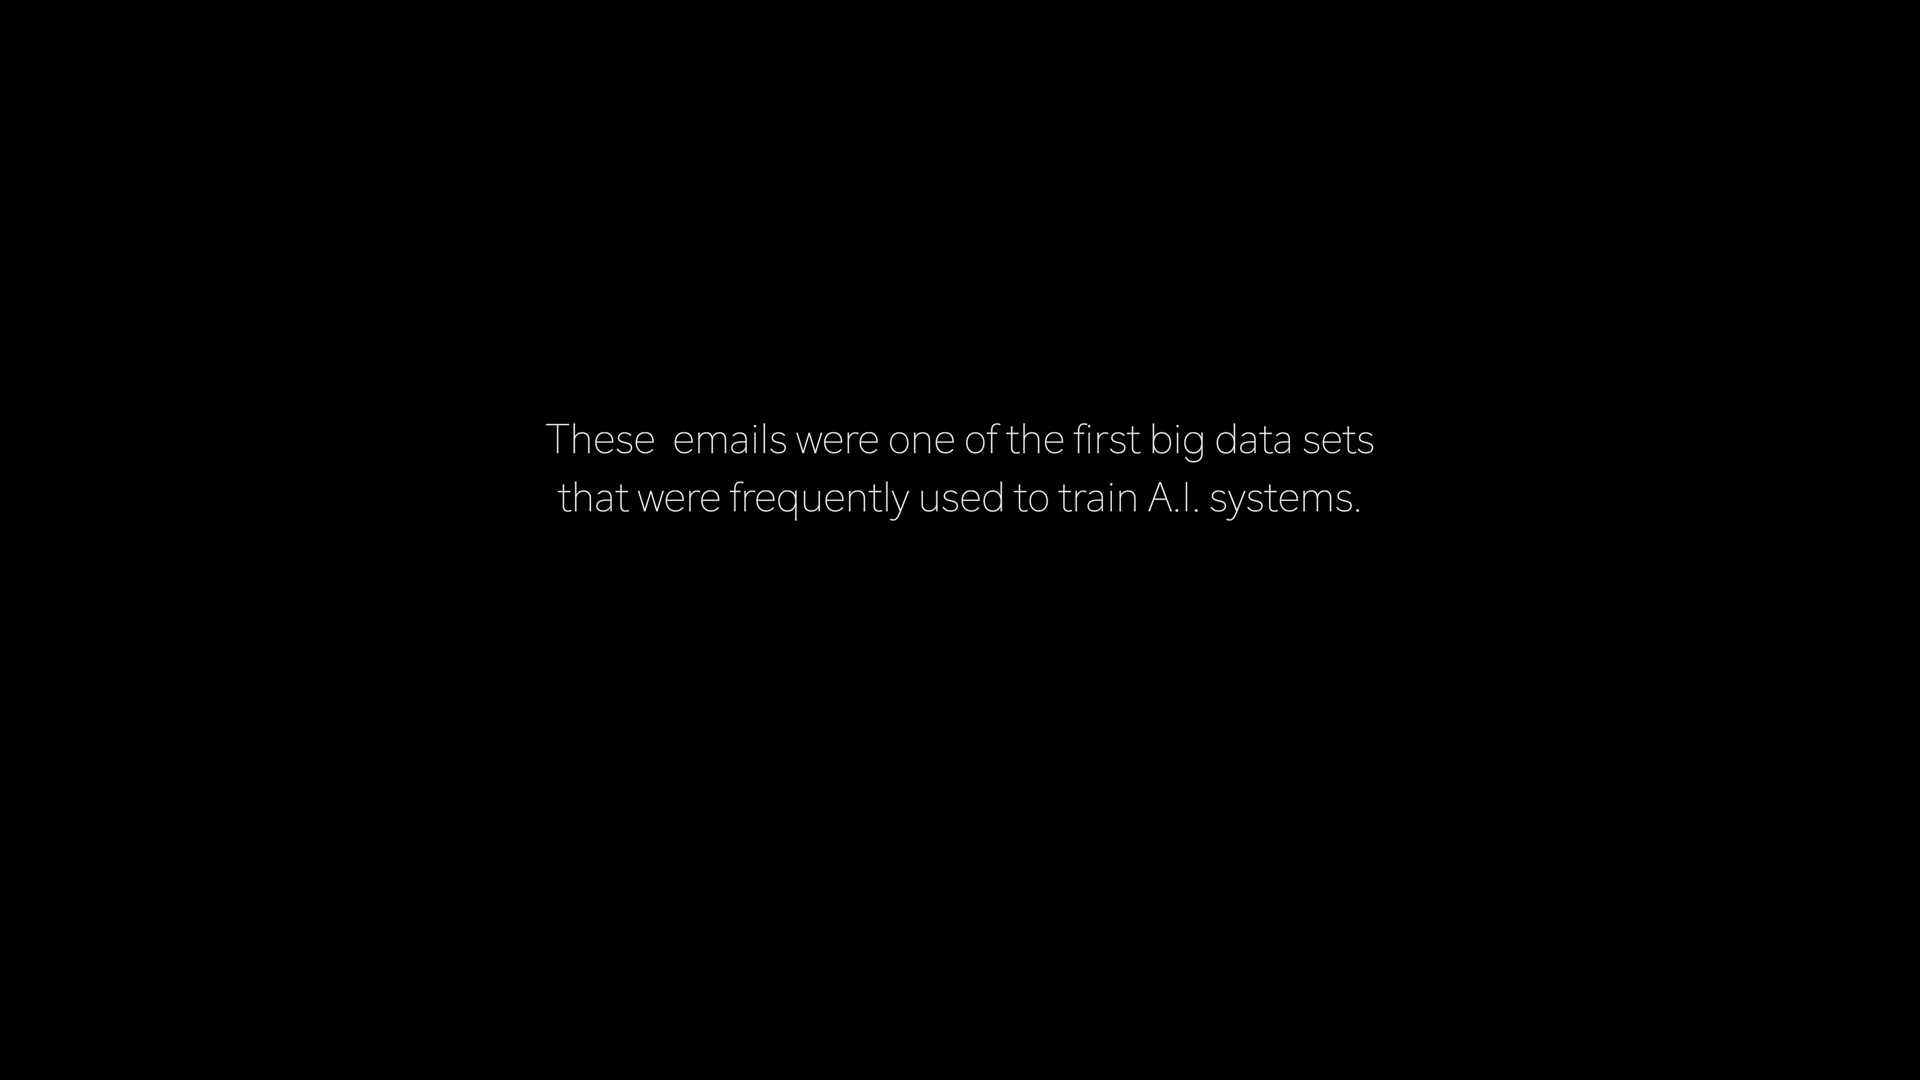 These  emails were one of the first big data sets
that were frequently used to train A.I. systems.